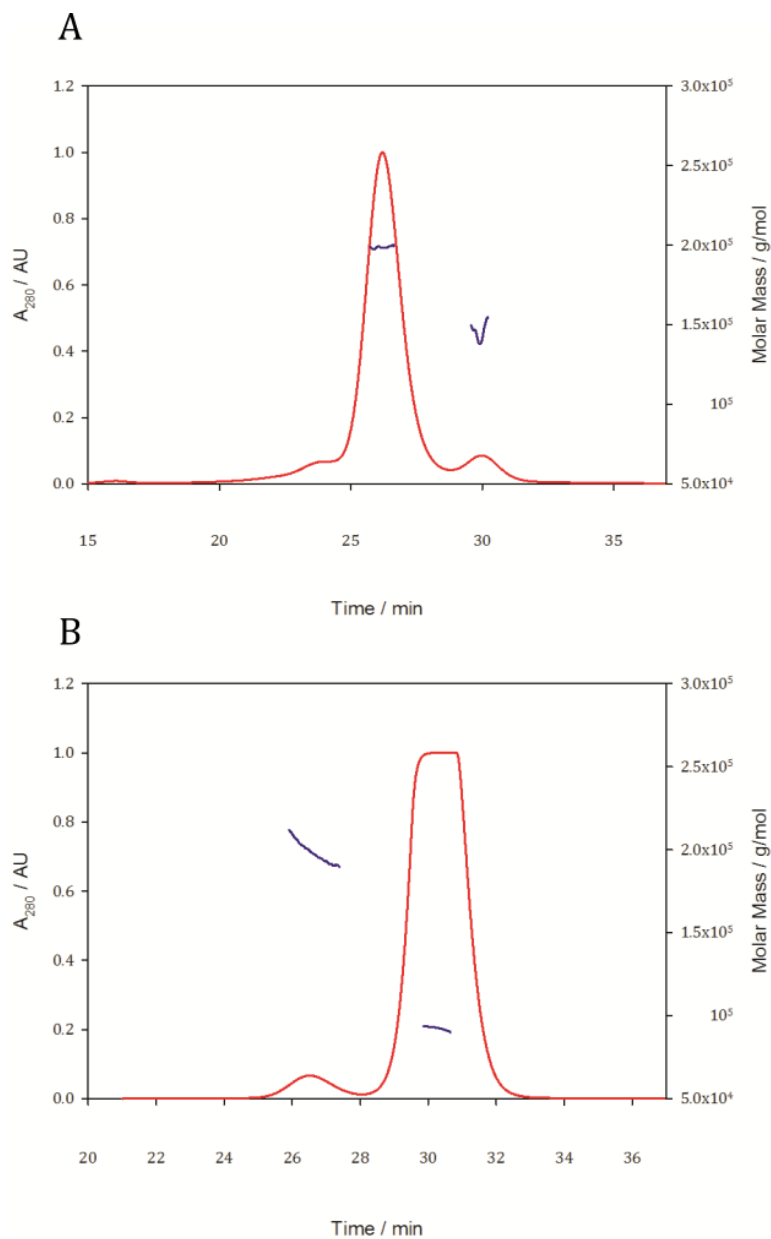 A
1.2
1.0
0.8
0.6
0.4
0.2
0.0
A₂₈₀ / AU
3.0x10⁵
2.5x10⁵
2.0x10⁵
1.5x10⁵
10⁵
5.0x10⁴
Molar Mass / g/mol
15 20 25 30 35
Time / min
B
1.2
1.0
0.8
0.6
0.4
0.2
0.0
A₂₈₀ / AU
3.0x10⁵
2.5x10⁵
2.0x10⁵
1.5x10⁵
10⁵
5.0x10⁴
Molar Mass / g/mol
20 22 24 26 28 30 32 34 36
Time / min